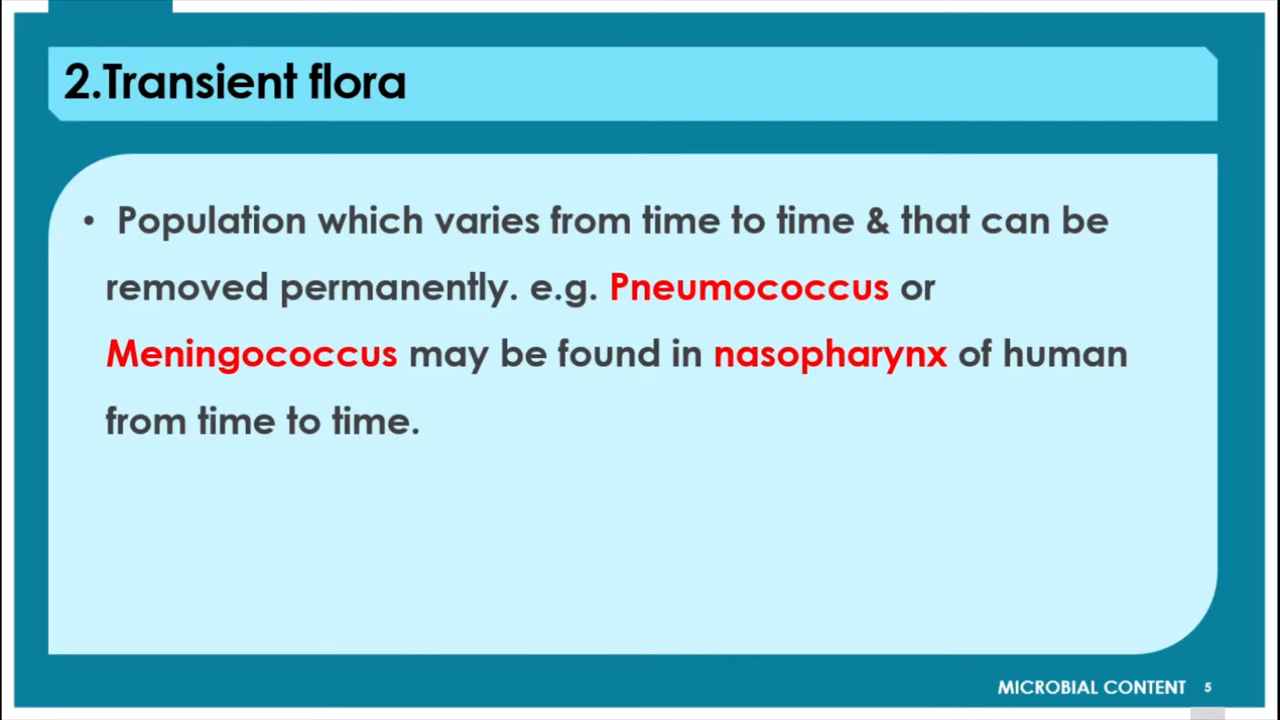 2.Transient flora
• Population which varies from time to time & that can be
removed permanently. e.g. Pneumococcus or
Meningococcus may be found in nasopharynx of human
from time to time.
MICROBIAL CONTENT 5